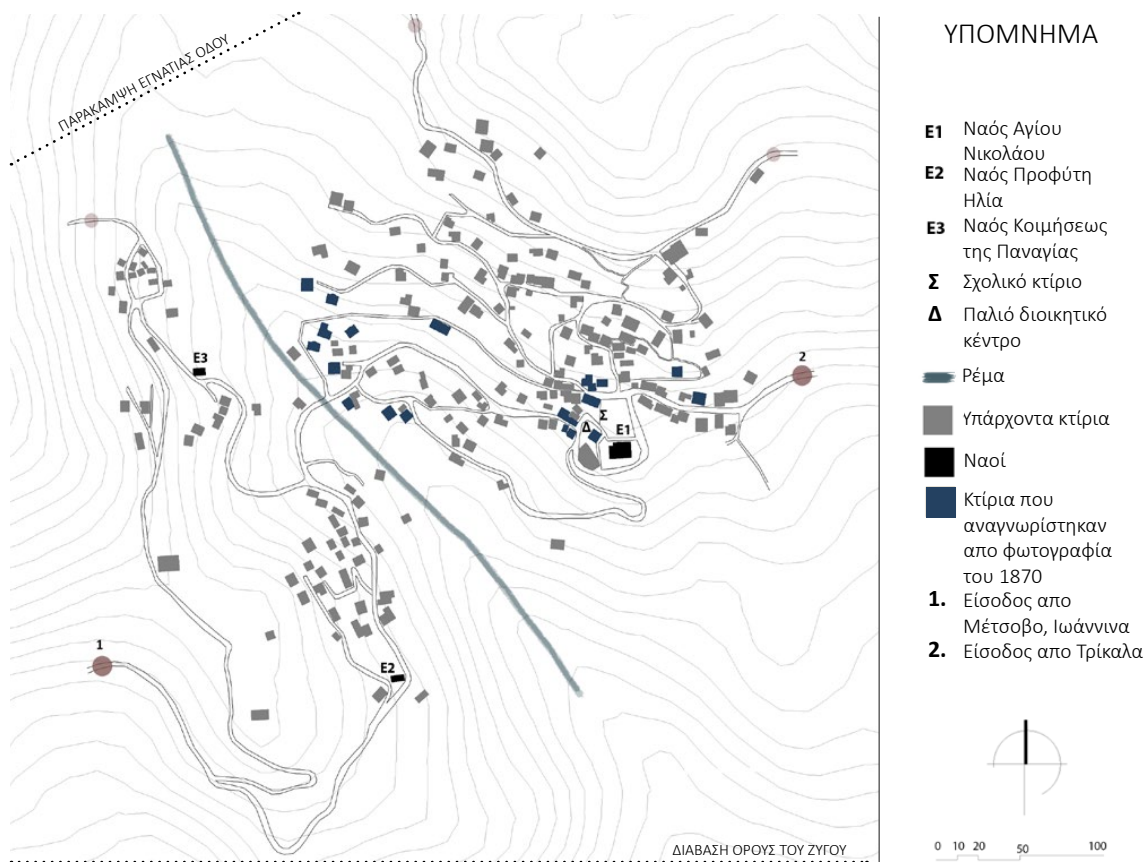 ΥΠΟΜΝΗΜΑ
ΠΑΡΑΚΑΜΨΗ ΕΓΝΑΤΙΑΣ ΟΔΟΥ
E1 Ναός Αγίου
Νικολάου
E2 Ναός Προφύτη
Ηλία
E3 Ναός Κοιμήσεως
της Παναγίας
Σ Σχολικό κτίριο
Δ Παλιό διοικητικό
κέντρο
Ρέμα
Υπάρχοντα κτίρια
Ναοί
Κτίρια που
αναγνωρίστηκαν
απο φωτογραφία
του 1870
1. Είσοδος απο
Μέτσοβο, Ιωάννινα
2. Είσοδος απο Τρίκαλα
E3
2
Σ
Δ
E1
1
E2
ΔΙΑΒΑΣΗ ΟΡΟΥΣ ΤΟΥ ΖΥΓΟΥ
0 10 20 50 100